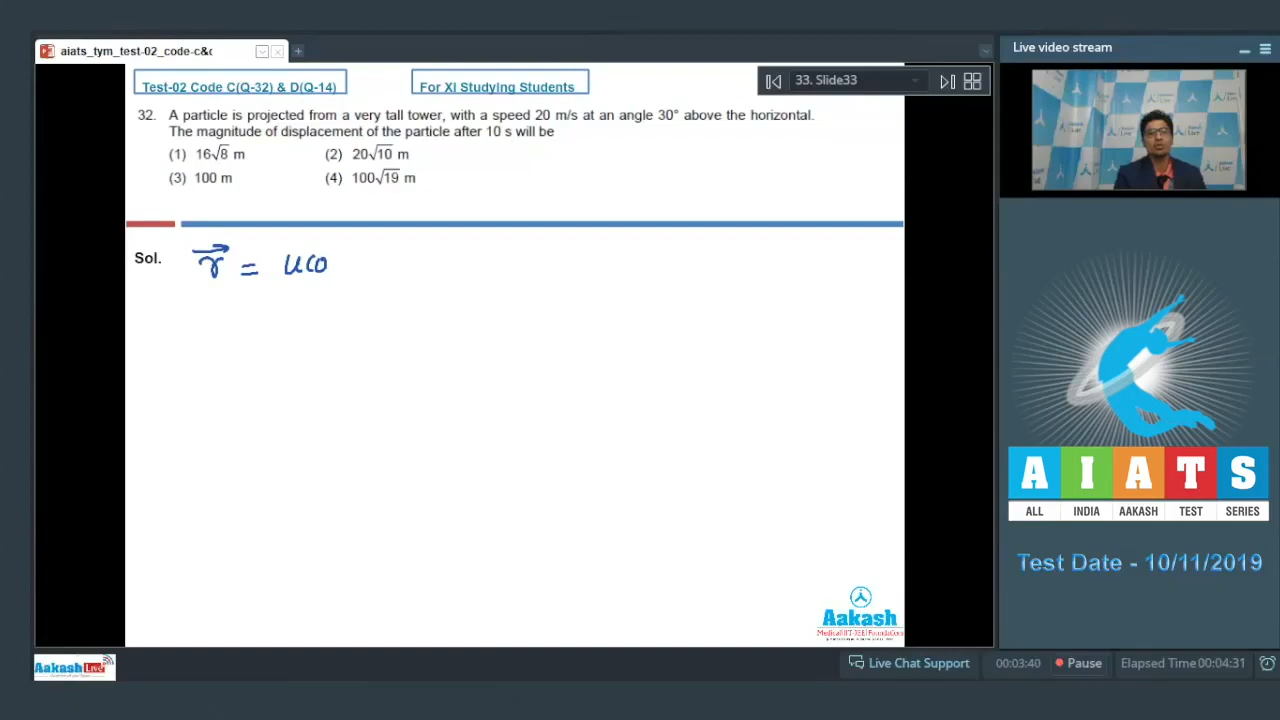 aiats_tym_test-02_code-c&
Live video stream
Test-02 Code C(Q-32) & D(Q-14)
For XI Studying Students
33. Slide33
32. A particle is projected from a very tall tower, with a speed 20 m/s at an angle 30° above the horizontal.
The magnitude of displacement of the particle after 10 s will be
(1) 16√8 m (2) 20√10 m
(3) 100 m (4) 100√19 m
Sol. r⃗ = uco
A I A T S
ALL INDIA AAKASH TEST SERIES
Test Date - 10/11/2019
Aakash
Medical|IIT-JEE|Foundations
Aakash Live
Live Chat Support
00:03:40
Pause
Elapsed Time 00:04:31